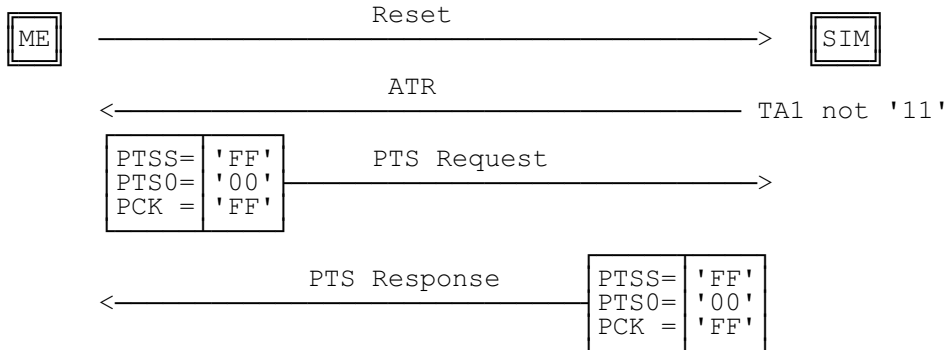 Reset
ME
SIM
ATR
TA1 not '11'
PTSS= 'FF'
PTS0= '00'
PCK = 'FF'
PTS Request
PTS Response
PTSS= 'FF'
PTS0= '00'
PCK = 'FF'